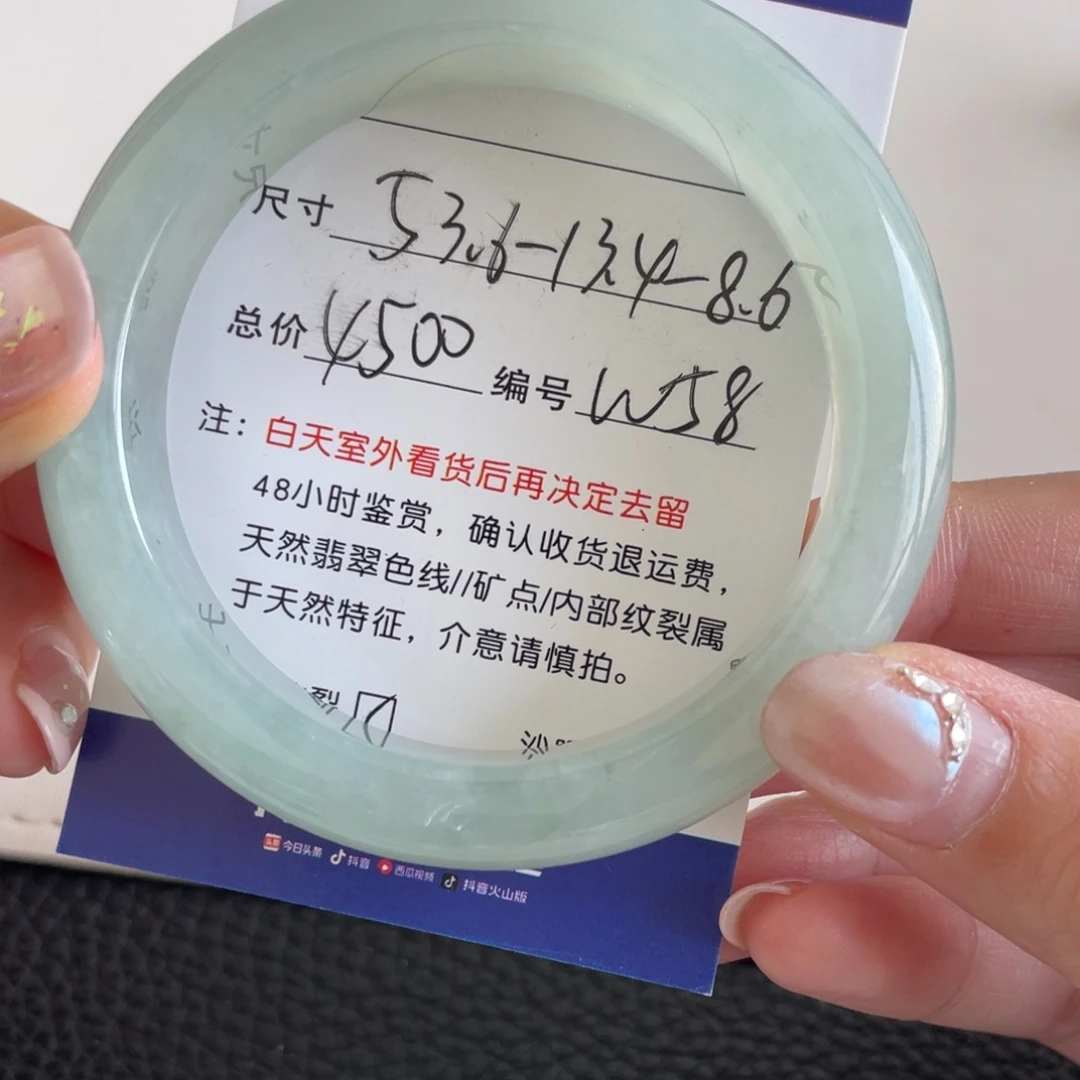 尺寸 53.6-13.4-8.6
总价 4500 编号 W58
注：白天室外看货后再决定去留
48小时鉴赏，确认收货退运费，
天然翡翠色线//矿点/内部纹裂属
于天然特征，介意请慎拍。
裂
今日头条 抖音 西瓜视频 抖音火山版